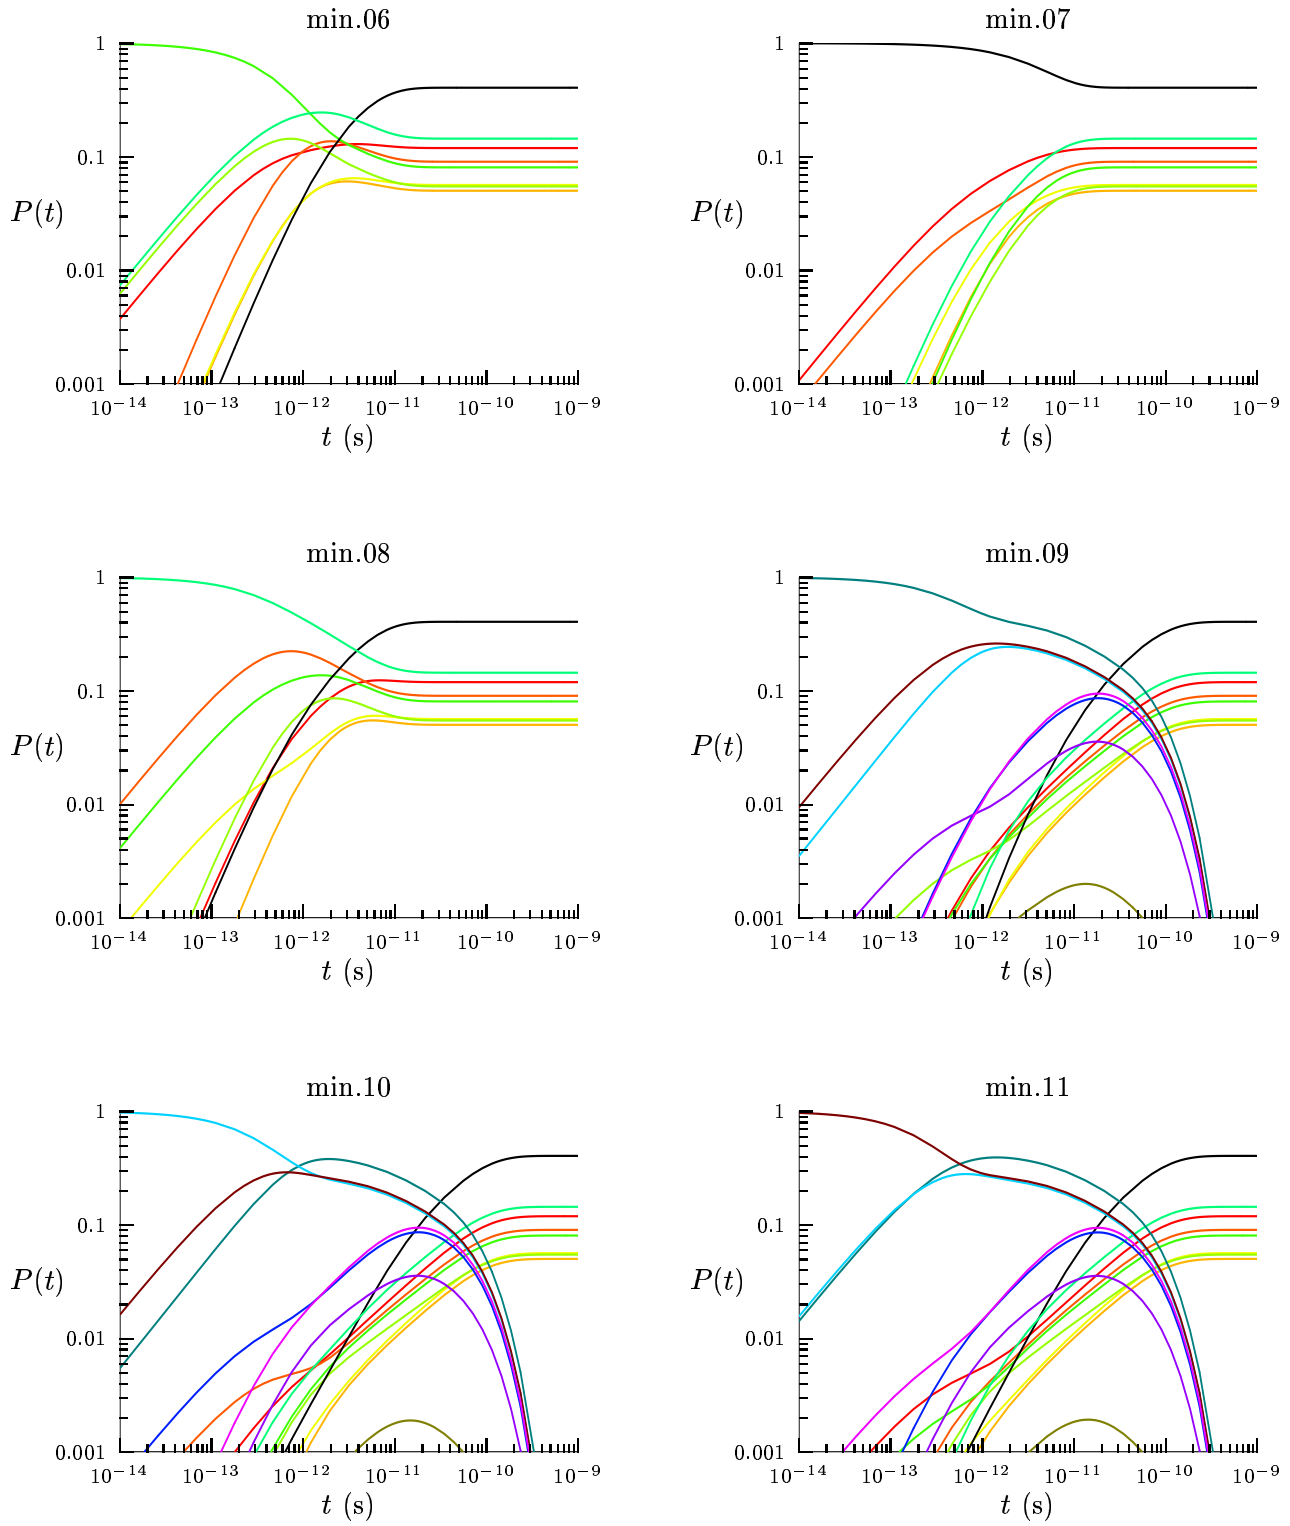 min.06 min.07
1 1
0.1 0.1
P(t) P(t)
0.01 0.01
0.001 0.001
10⁻¹⁴ 10⁻¹³ 10⁻¹² 10⁻¹¹ 10⁻¹⁰ 10⁻⁹ 10⁻¹⁴ 10⁻¹³ 10⁻¹² 10⁻¹¹ 10⁻¹⁰ 10⁻⁹
t (s) t (s)
min.08 min.09
1 1
0.1 0.1
P(t) P(t)
0.01 0.01
0.001 0.001
10⁻¹⁴ 10⁻¹³ 10⁻¹² 10⁻¹¹ 10⁻¹⁰ 10⁻⁹ 10⁻¹⁴ 10⁻¹³ 10⁻¹² 10⁻¹¹ 10⁻¹⁰ 10⁻⁹
t (s) t (s)
min.10 min.11
1 1
0.1 0.1
P(t) P(t)
0.01 0.01
0.001 0.001
10⁻¹⁴ 10⁻¹³ 10⁻¹² 10⁻¹¹ 10⁻¹⁰ 10⁻⁹ 10⁻¹⁴ 10⁻¹³ 10⁻¹² 10⁻¹¹ 10⁻¹⁰ 10⁻⁹
t (s) t (s)